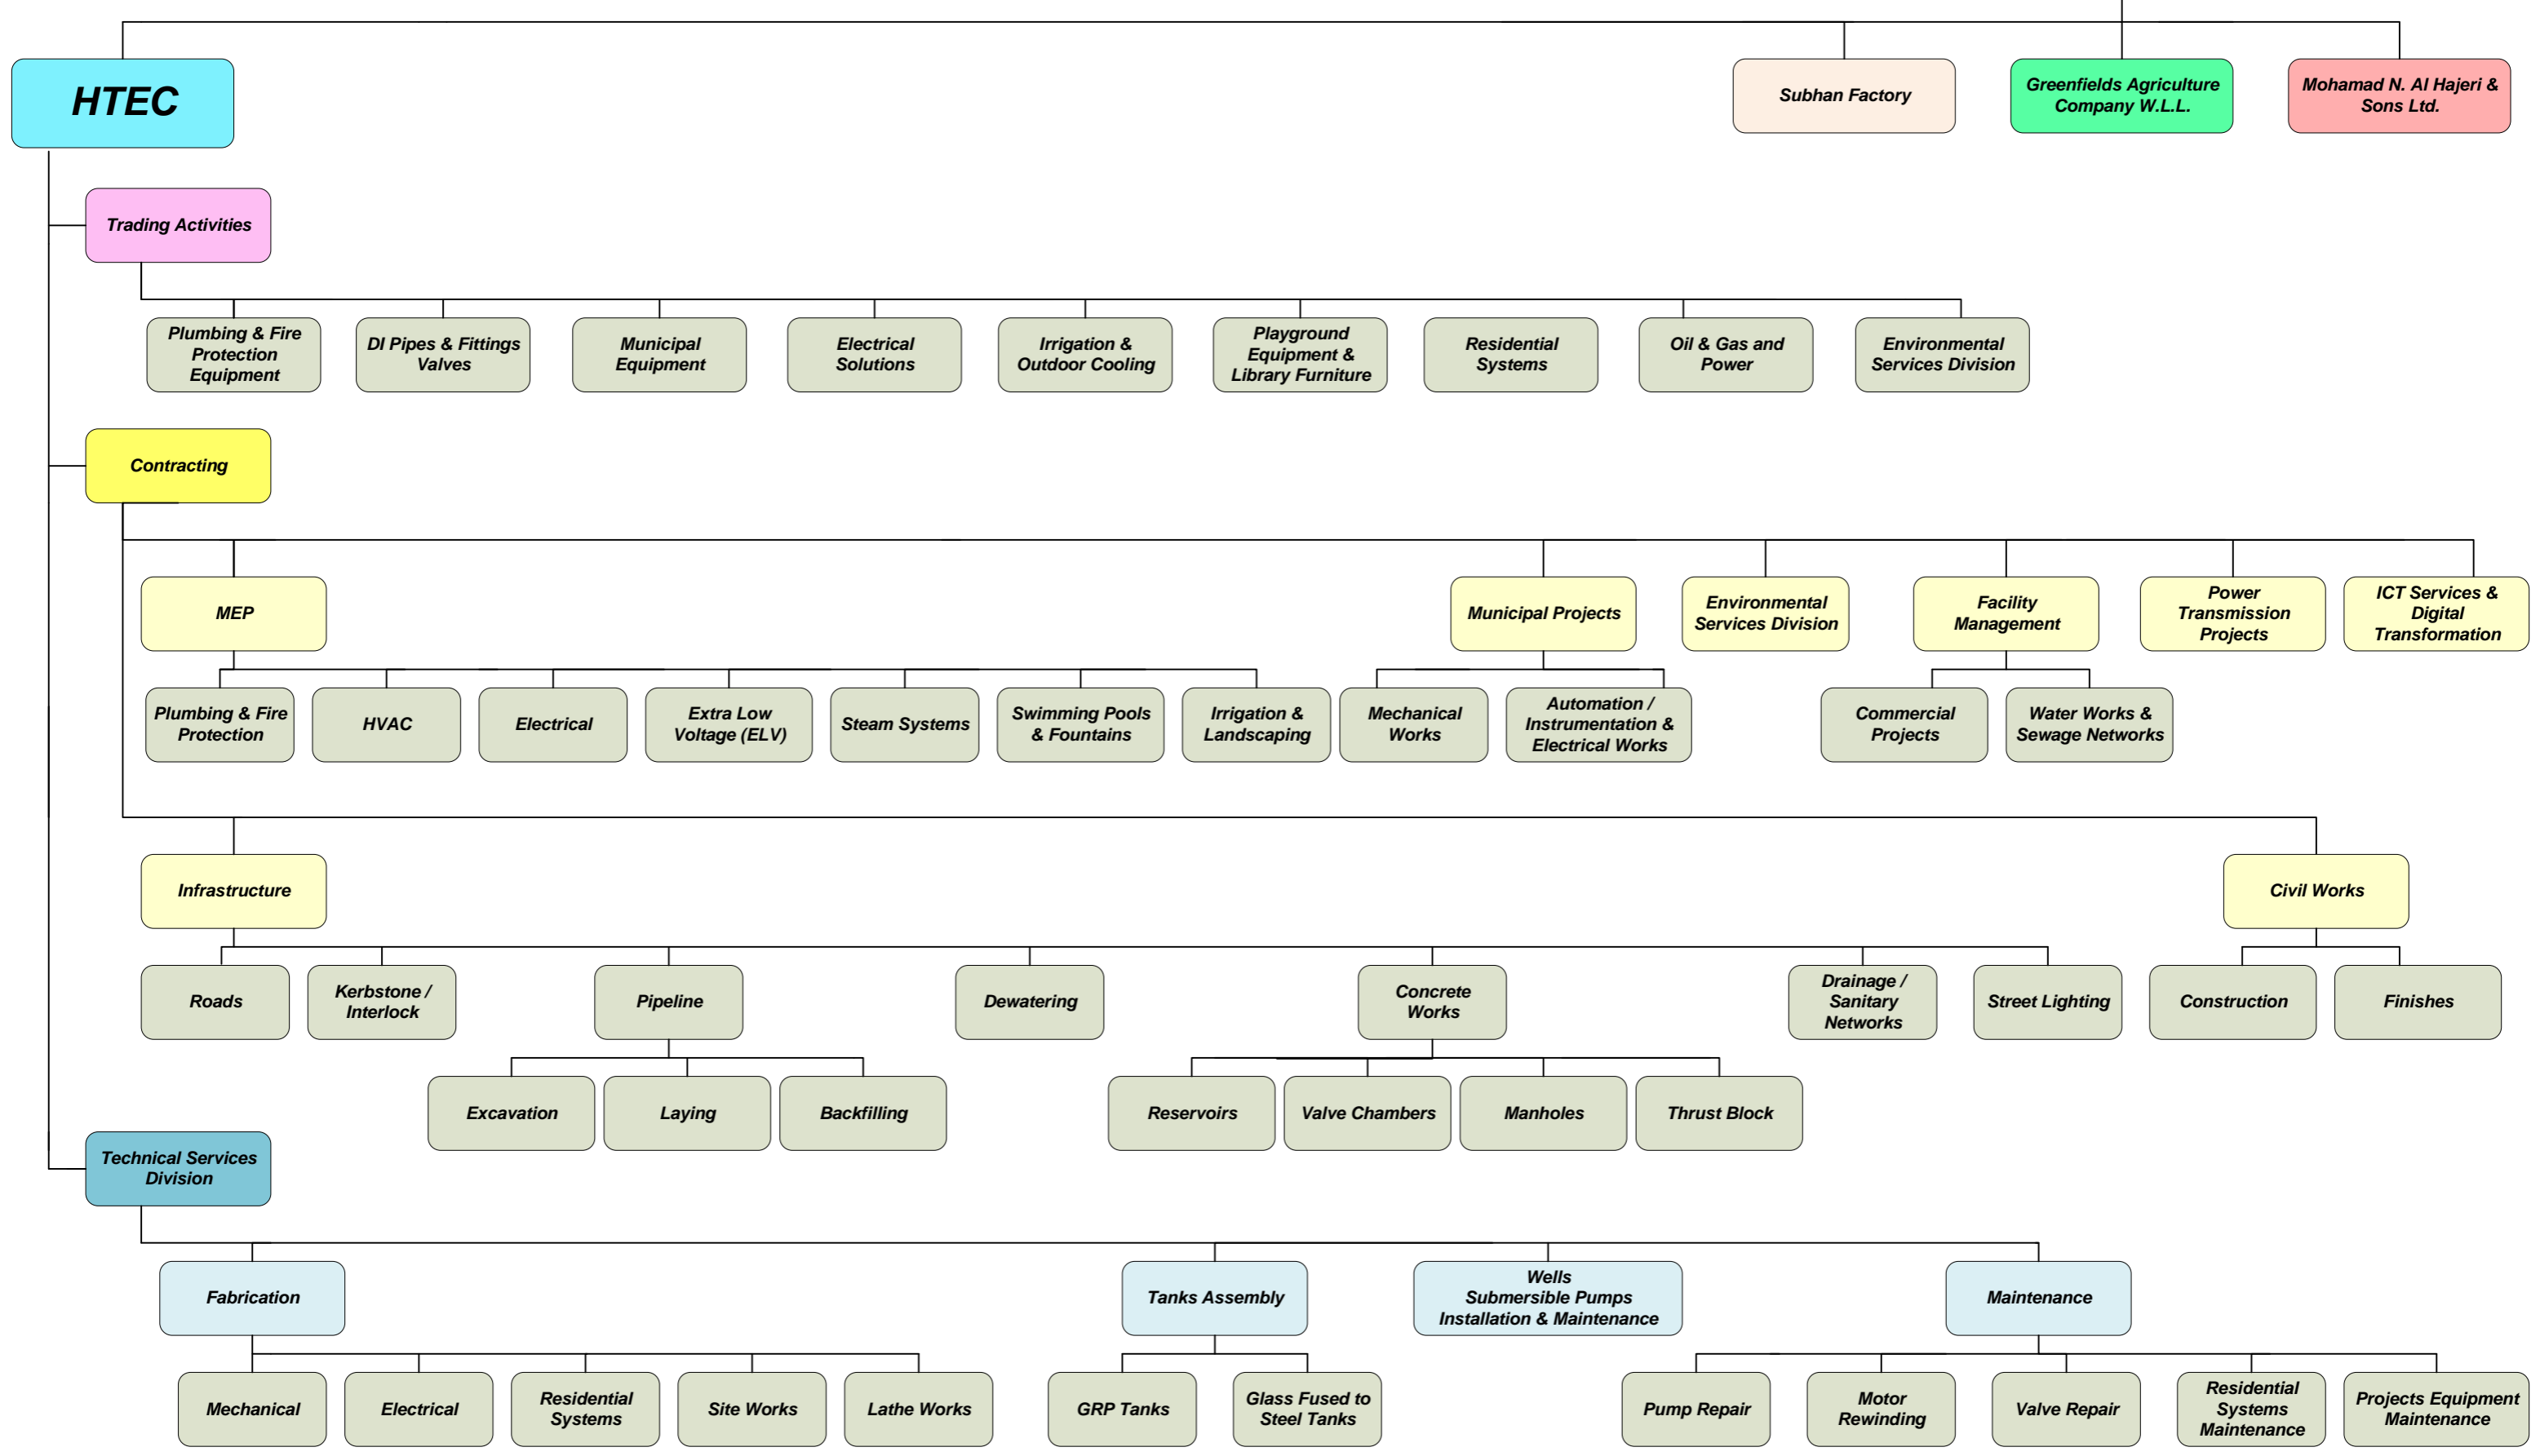 HTEC
Subhan Factory
Greenfields Agriculture
Company W.L.L.
Mohamad N. Al Hajeri &
Sons Ltd.
Trading Activities
Plumbing & Fire
Protection
Equipment
DI Pipes & Fittings
Valves
Municipal
Equipment
Electrical
Solutions
Irrigation &
Outdoor Cooling
Playground
Equipment &
Library Furniture
Residential
Systems
Oil & Gas and
Power
Environmental
Services Division
Contracting
MEP
Municipal Projects
Environmental
Services Division
Facility
Management
Power
Transmission
Projects
ICT Services &
Digital
Transformation
Plumbing & Fire
Protection
HVAC
Electrical
Extra Low
Voltage (ELV)
Steam Systems
Swimming Pools
& Fountains
Irrigation &
Landscaping
Mechanical
Works
Automation /
Instrumentation &
Electrical Works
Commercial
Projects
Water Works &
Sewage Networks
Infrastructure
Civil Works
Roads
Kerbstone /
Interlock
Pipeline
Dewatering
Concrete
Works
Drainage /
Sanitary
Networks
Street Lighting
Construction
Finishes
Excavation
Laying
Backfilling
Reservoirs
Valve Chambers
Manholes
Thrust Block
Technical Services
Division
Fabrication
Tanks Assembly
Wells
Submersible Pumps
Installation & Maintenance
Maintenance
Mechanical
Electrical
Residential
Systems
Site Works
Lathe Works
GRP Tanks
Glass Fused to
Steel Tanks
Pump Repair
Motor
Rewinding
Valve Repair
Residential
Systems
Maintenance
Projects Equipment
Maintenance